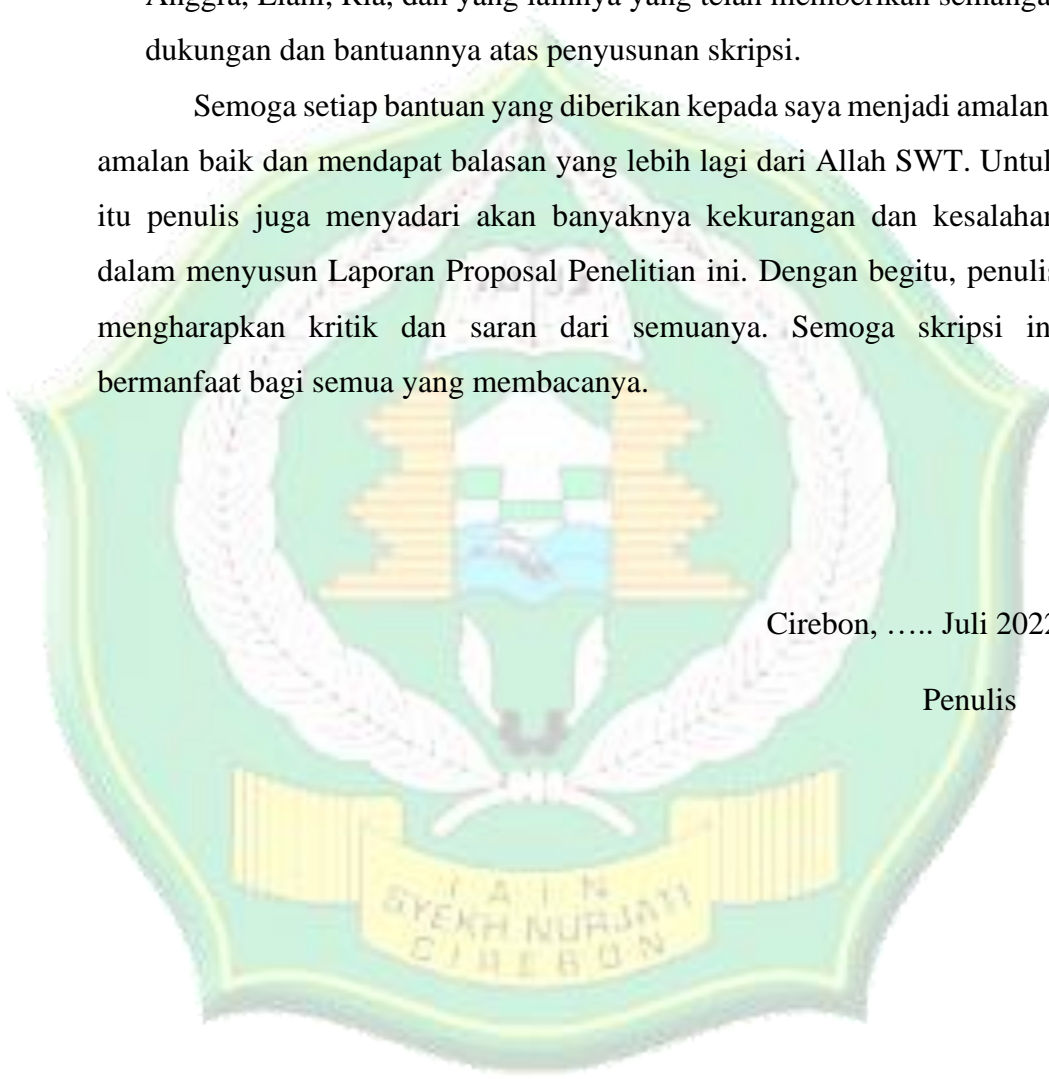 dukungan dan bantuannya atas penyusunan skripsi.
Semoga setiap bantuan yang diberikan kepada saya menjadi amalan
amalan baik dan mendapat balasan yang lebih lagi dari Allah SWT. Untuk
itu penulis juga menyadari akan banyaknya kekurangan dan kesalahan
dalam menyusun Laporan Proposal Penelitian ini. Dengan begitu, penulis
mengharapkan kritik dan saran dari semuanya. Semoga skripsi in
bermanfaat bagi semua yang membacanya.
Cirebon, ….. Juli 2022
Penulis
I A I N
SYEKH NURJATI
CIREBON